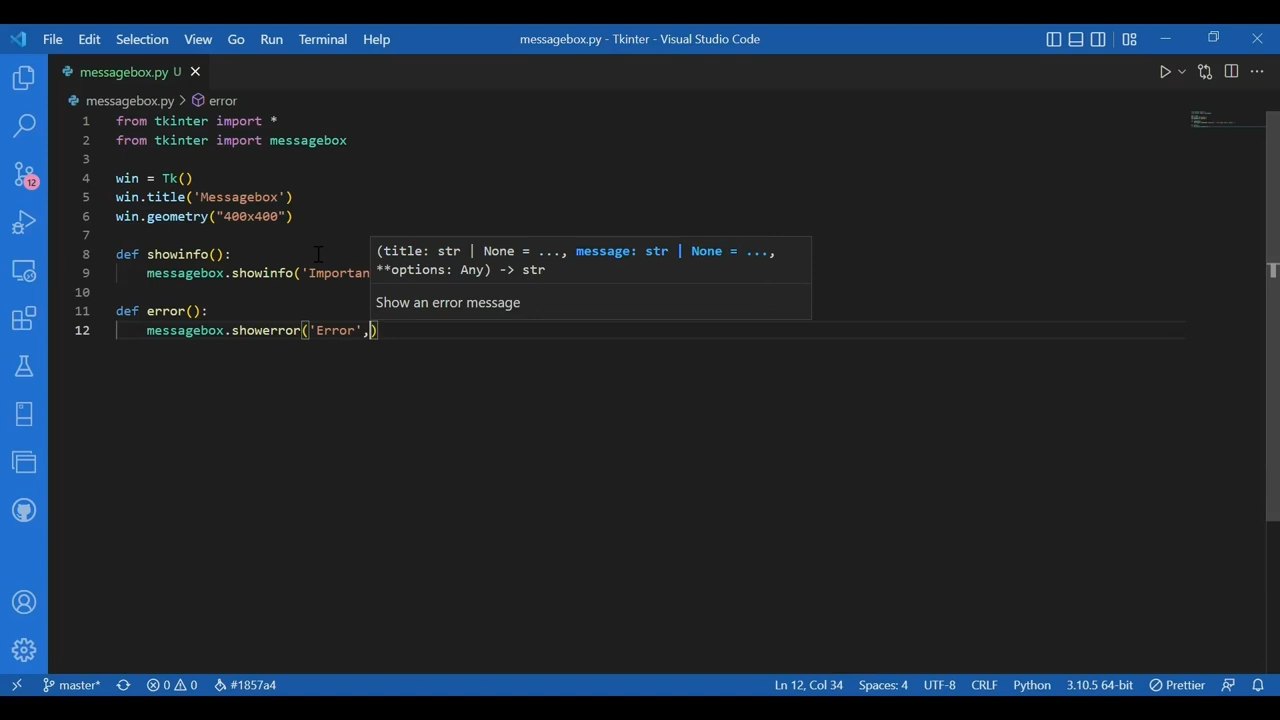 File Edit Selection View Go Run Terminal Help messagebox.py - Tkinter - Visual Studio Code
messagebox.py U
messagebox.py > error
1 from tkinter import *
2 from tkinter import messagebox
3
4 win = Tk()
5 win.title('Messagebox')
6 win.geometry("400x400")
7
8 def showinfo():
9 messagebox.showinfo('Importan
10
11 def error():
12 messagebox.showerror('Error',)
(title: str | None = ..., message: str | None = ...,
**options: Any) -> str
Show an error message
12
master* 0 0 #1857a4 Ln 12, Col 34 Spaces: 4 UTF-8 CRLF Python 3.10.5 64-bit Prettier